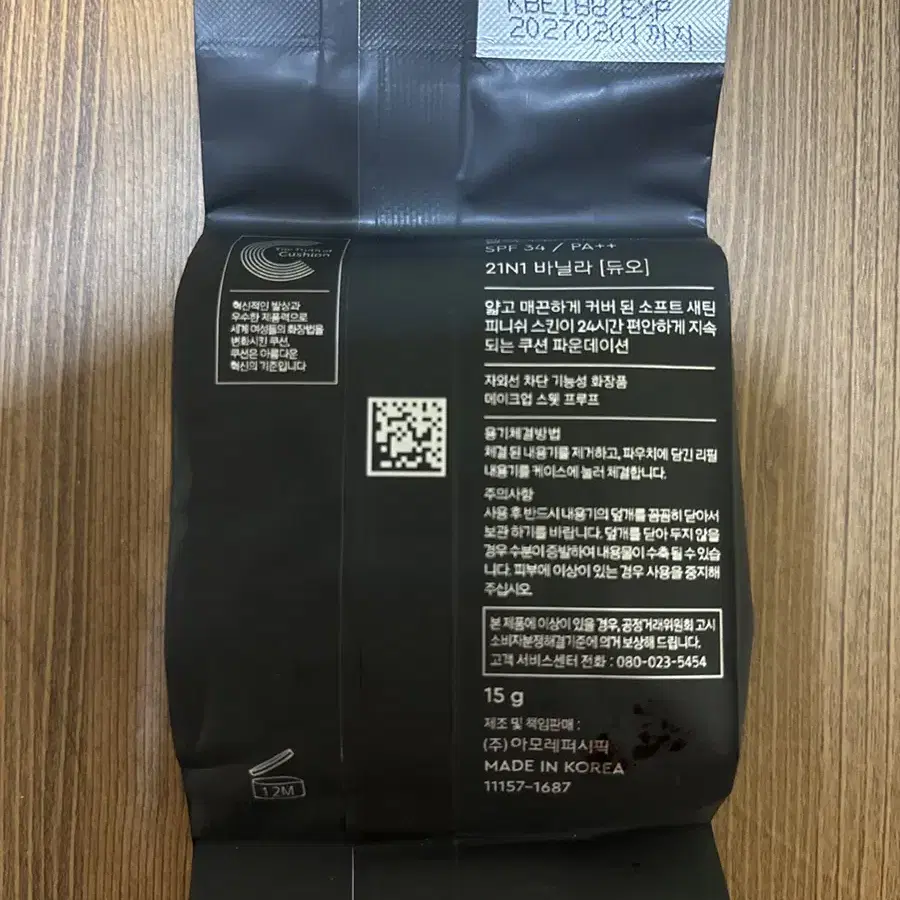 KBE188 EXP
20270201까지
The Truth of
Cushion
혁신적인 발상과
우수한 제품력으로
세계 여성들의 화장법을
변화시킨 쿠션,
쿠션은 아름다운
혁신의 기준입니다
SPF 34 / PA++
21N1 바닐라 [듀오]
얇고 매끈하게 커버 된 소프트 새틴
피니쉬 스킨이 24시간 편안하게 지속
되는 쿠션 파운데이션
자외선 차단 기능성 화장품
메이크업 스웻 프루프
용기체결방법
체결 된 내용기를 제거하고, 파우치에 담긴 리필
내용기를 케이스에 눌러 체결합니다.
주의사항
사용 후 반드시 내용기의 덮개를 꼼꼼히 닫아서
보관 하기를 바랍니다. 덮개를 닫아 두지 않을
경우 수분이 증발하여 내용물이 수축 될 수 있습
니다. 피부에 이상이 있는 경우 사용을 중지해
주십시오.
본 제품에 이상이 있을 경우, 공정거래위원회 고시
소비자분쟁해결기준에 의거 보상해 드립니다.
고객 서비스센터 전화 : 080-023-5454
15 g
제조 및 책임판매 :
(주)아모레퍼시픽
MADE IN KOREA
11157-1687
12M